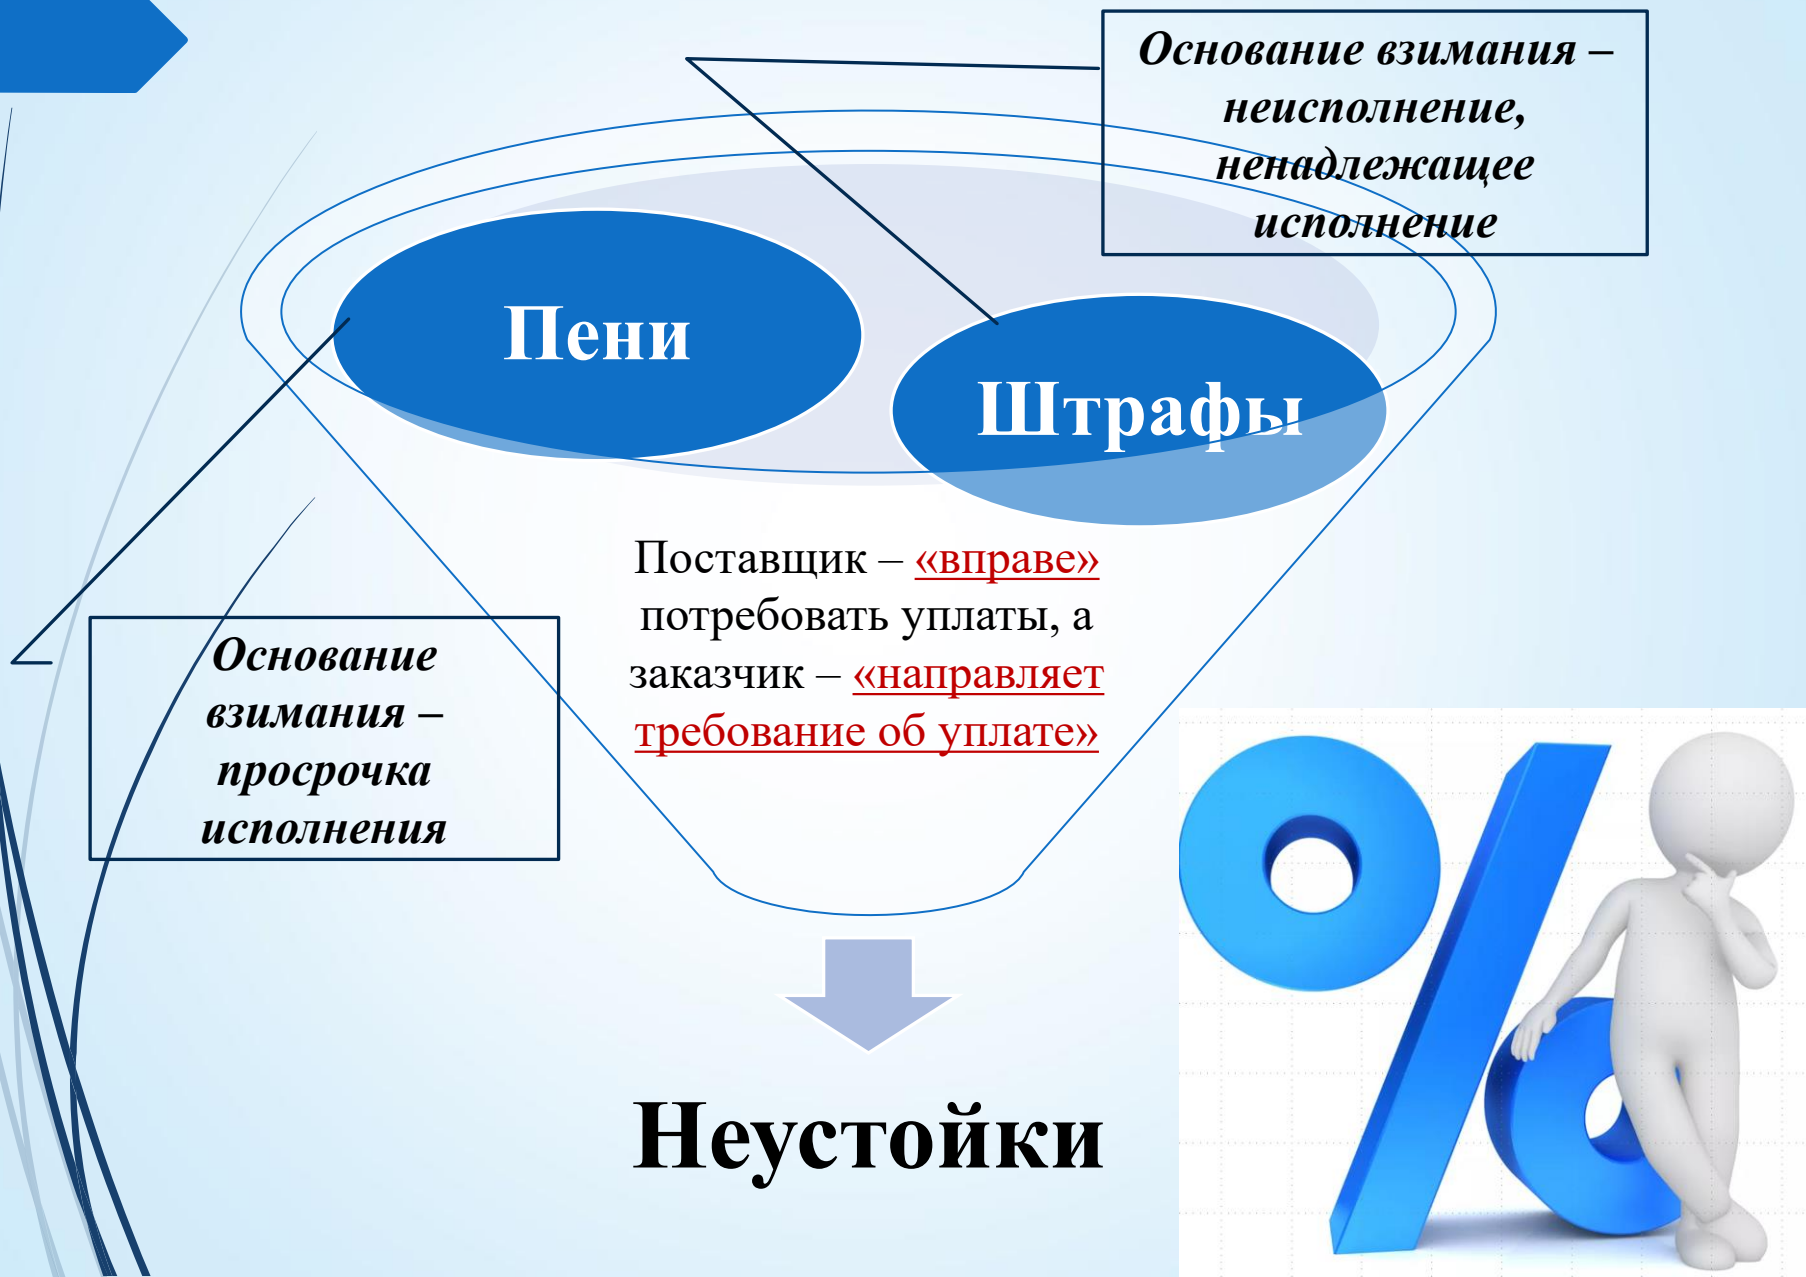 Основание взимания –
неисполнение,
ненадлежащее
исполнение
Пени
Штрафы
Поставщик – «вправе»
потребовать уплаты, а
заказчик – «направляет
требование об уплате»
Основание
взимания –
просрочка
исполнения
Неустойки